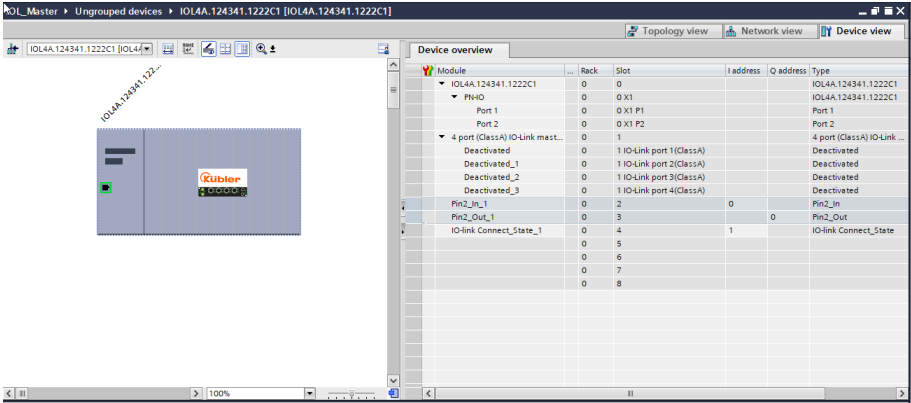 IOL_Master ▸ Ungrouped devices ▸ IOL4A.124341.1222C1 [IOL4A.124341.1222C1]
Topology view Network view Device view
IOL4A.124341.1222C1 [IOL4
Device overview
Module ... Rack Slot I address Q address Type
IOL4A.124341.1222C1 0 0 IOL4A.124341.1222C1
PN-IO 0 0 X1 IOL4A.124341.1222C1
Port 1 0 0 X1 P1 Port 1
Port 2 0 0 X1 P2 Port 2
4 port (ClassA) IO-Link mast... 0 1 4 port (ClassA) IO-Link ...
Deactivated 0 1 IO-Link port 1(ClassA) Deactivated
Deactivated_1 0 1 IO-Link port 2(ClassA) Deactivated
Deactivated_2 0 1 IO-Link port 3(ClassA) Deactivated
Deactivated_3 0 1 IO-Link port 4(ClassA) Deactivated
Pin2_In_1 0 2 0 Pin2_In
Pin2_Out_1 0 3 0 Pin2_Out
IO-link Connect_State_1 0 4 1 IO-link Connect_State
0 5
0 6
0 7
0 8
IOL4A.124341.122...
Kübler
100%